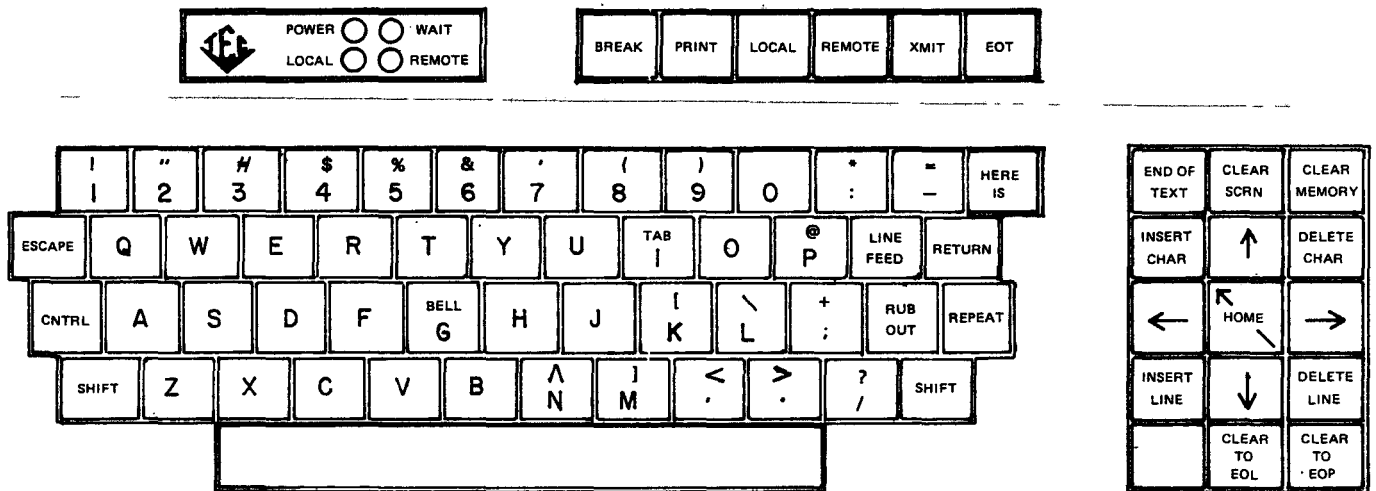 TEC POWER WAIT
LOCAL REMOTE
BREAK PRINT LOCAL REMOTE XMIT EOT
! " # $ % & ' ( ) * =
1 2 3 4 5 6 7 8 9 0 : – HERE IS
ESCAPE Q W E R T Y U TAB I O @ P LINE FEED RETURN
CNTRL A S D F BELL G H J [ K \ L + ; RUB OUT REPEAT
SHIFT Z X C V B Λ N ] M < , > . ? / SHIFT
END OF TEXT CLEAR SCRN CLEAR MEMORY
INSERT CHAR ↑ DELETE CHAR
← HOME →
INSERT LINE ↓ DELETE LINE
CLEAR TO EOL CLEAR TO EOP